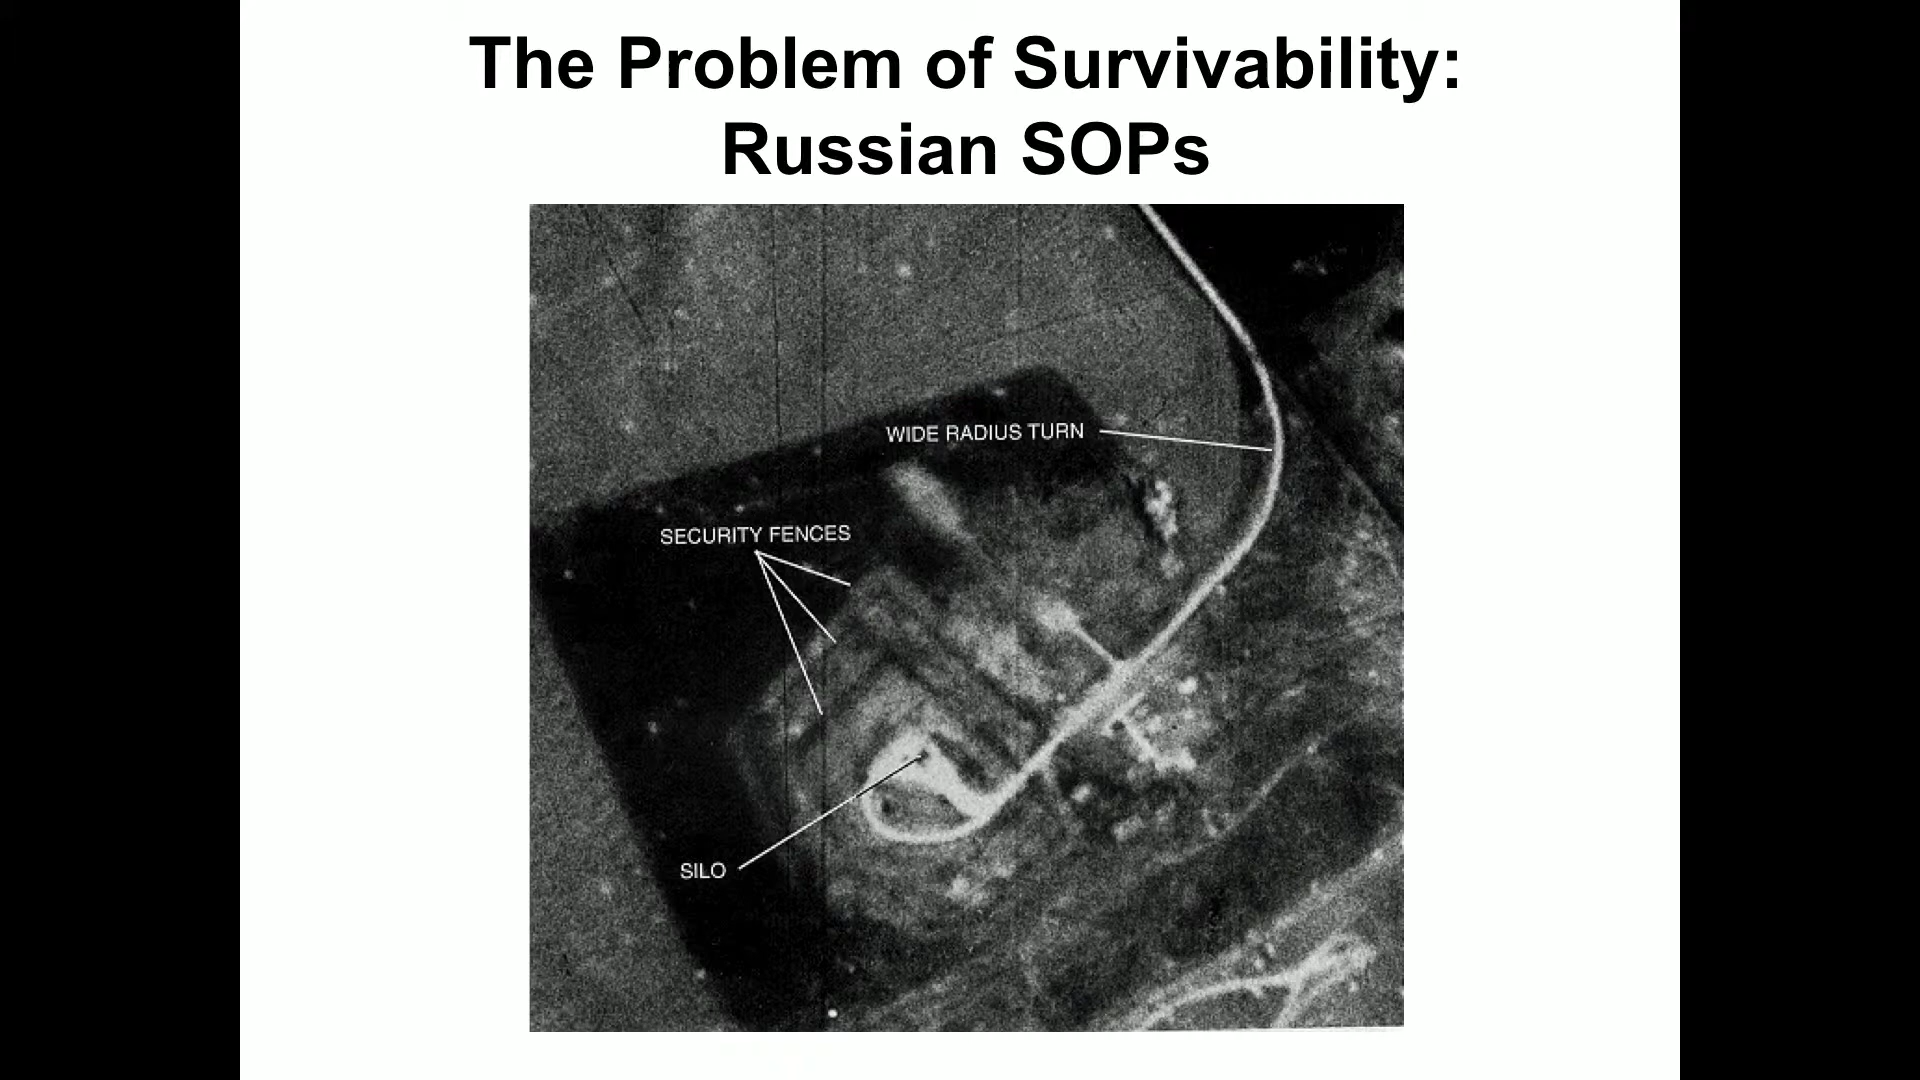 The Problem of Survivability:
Russian SOPs
WIDE RADIUS TURN
SECURITY FENCES
SILO